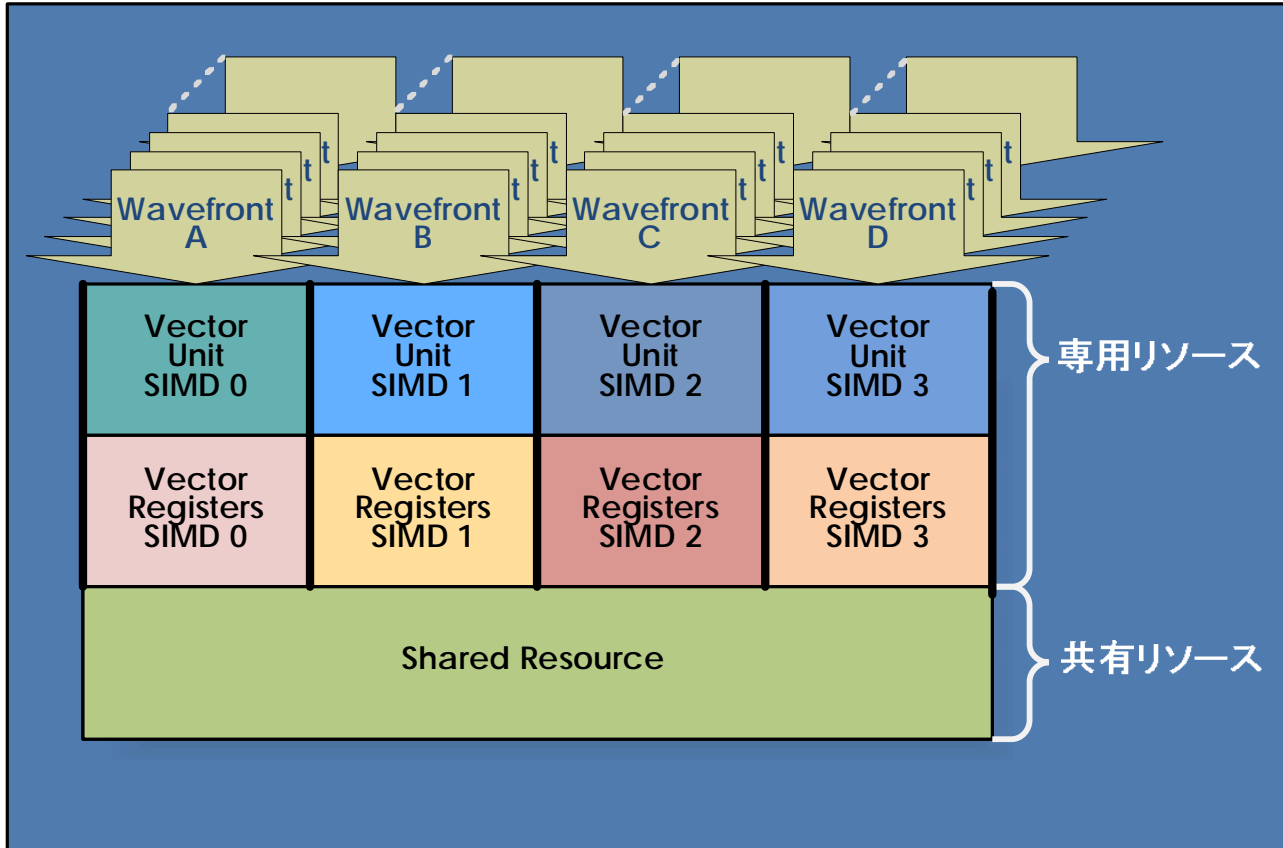 Wavefront
A
Wavefront
B
Wavefront
C
Wavefront
D
t
t
t
t
t
t
t
t
t
t
t
t
Vector
Unit
SIMD 0
Vector
Unit
SIMD 1
Vector
Unit
SIMD 2
Vector
Unit
SIMD 3
専用リソース
Vector
Registers
SIMD 0
Vector
Registers
SIMD 1
Vector
Registers
SIMD 2
Vector
Registers
SIMD 3
Shared Resource
共有リソース